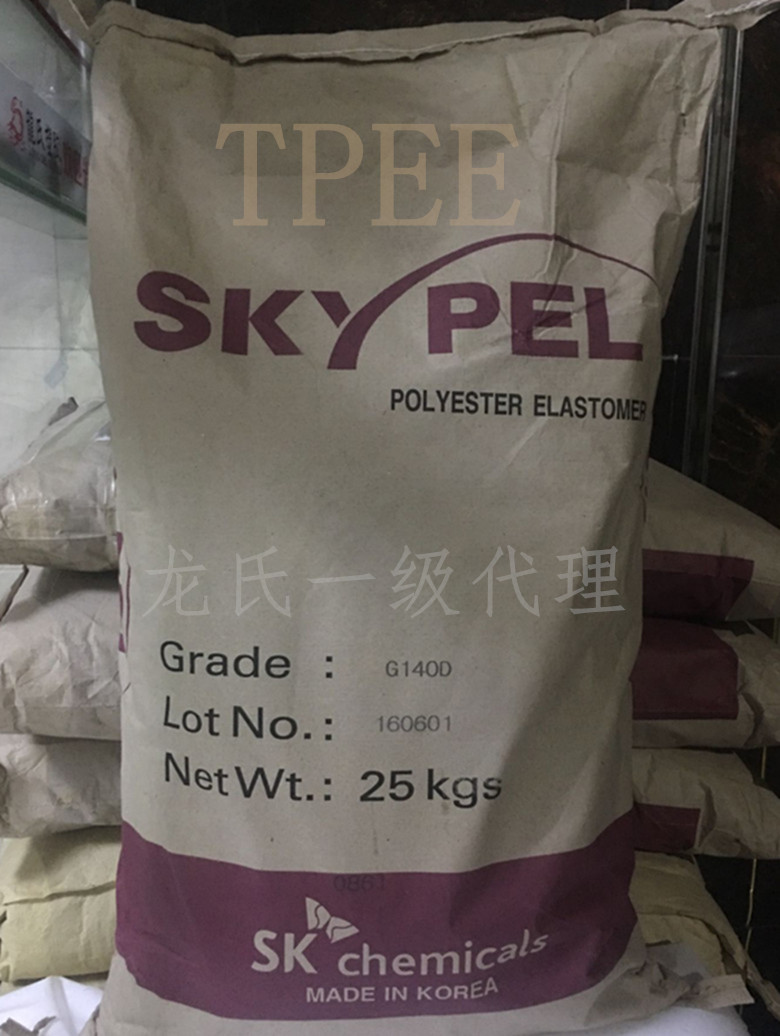 TPEE
SKYPEL
POLYESTER ELASTOMER
龙氏一级代理
Grade : G140D
Lot No.: 160601
Net Wt.: 25 kgs
0861
SK chemicals
MADE IN KOREA